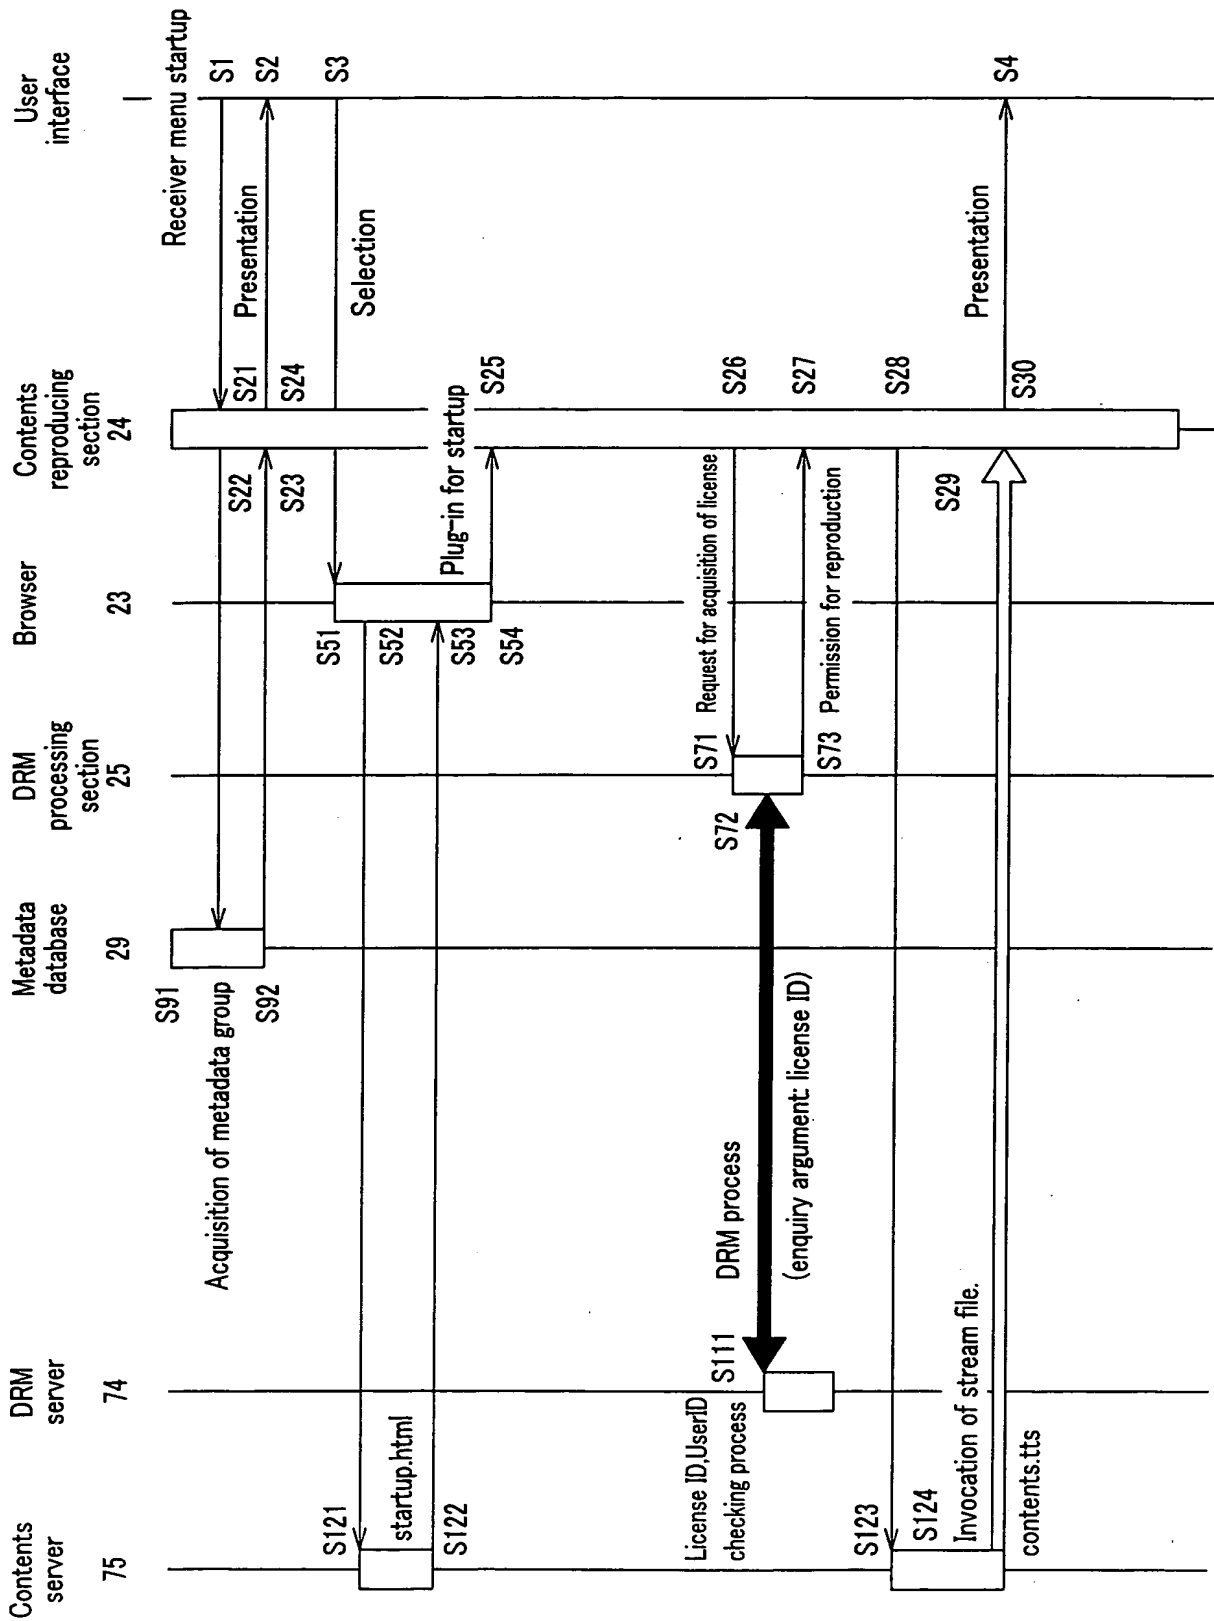 Contents
server
75
DRM
server
74
Metadata
database
29
DRM
processing
section
25
Browser
23
Contents
reproducing
section
24
User
interface
Receiver menu startup
S1
S91
Acquisition of metadata group
S92
S22
S21
Presentation
S2
S23
S24
S3
S121
S51
Selection
startup.html
S52
S122
S53
Plug-in for startup
S54
S25
License ID,UserID
checking process
S111
DRM process
(enquiry argument: license ID)
S72
S71
Request for acquisition of license
S26
S73
Permission for reproduction
S27
S123
S28
S124
Invocation of stream file.
S29
Presentation
S4
contents.tts
S30